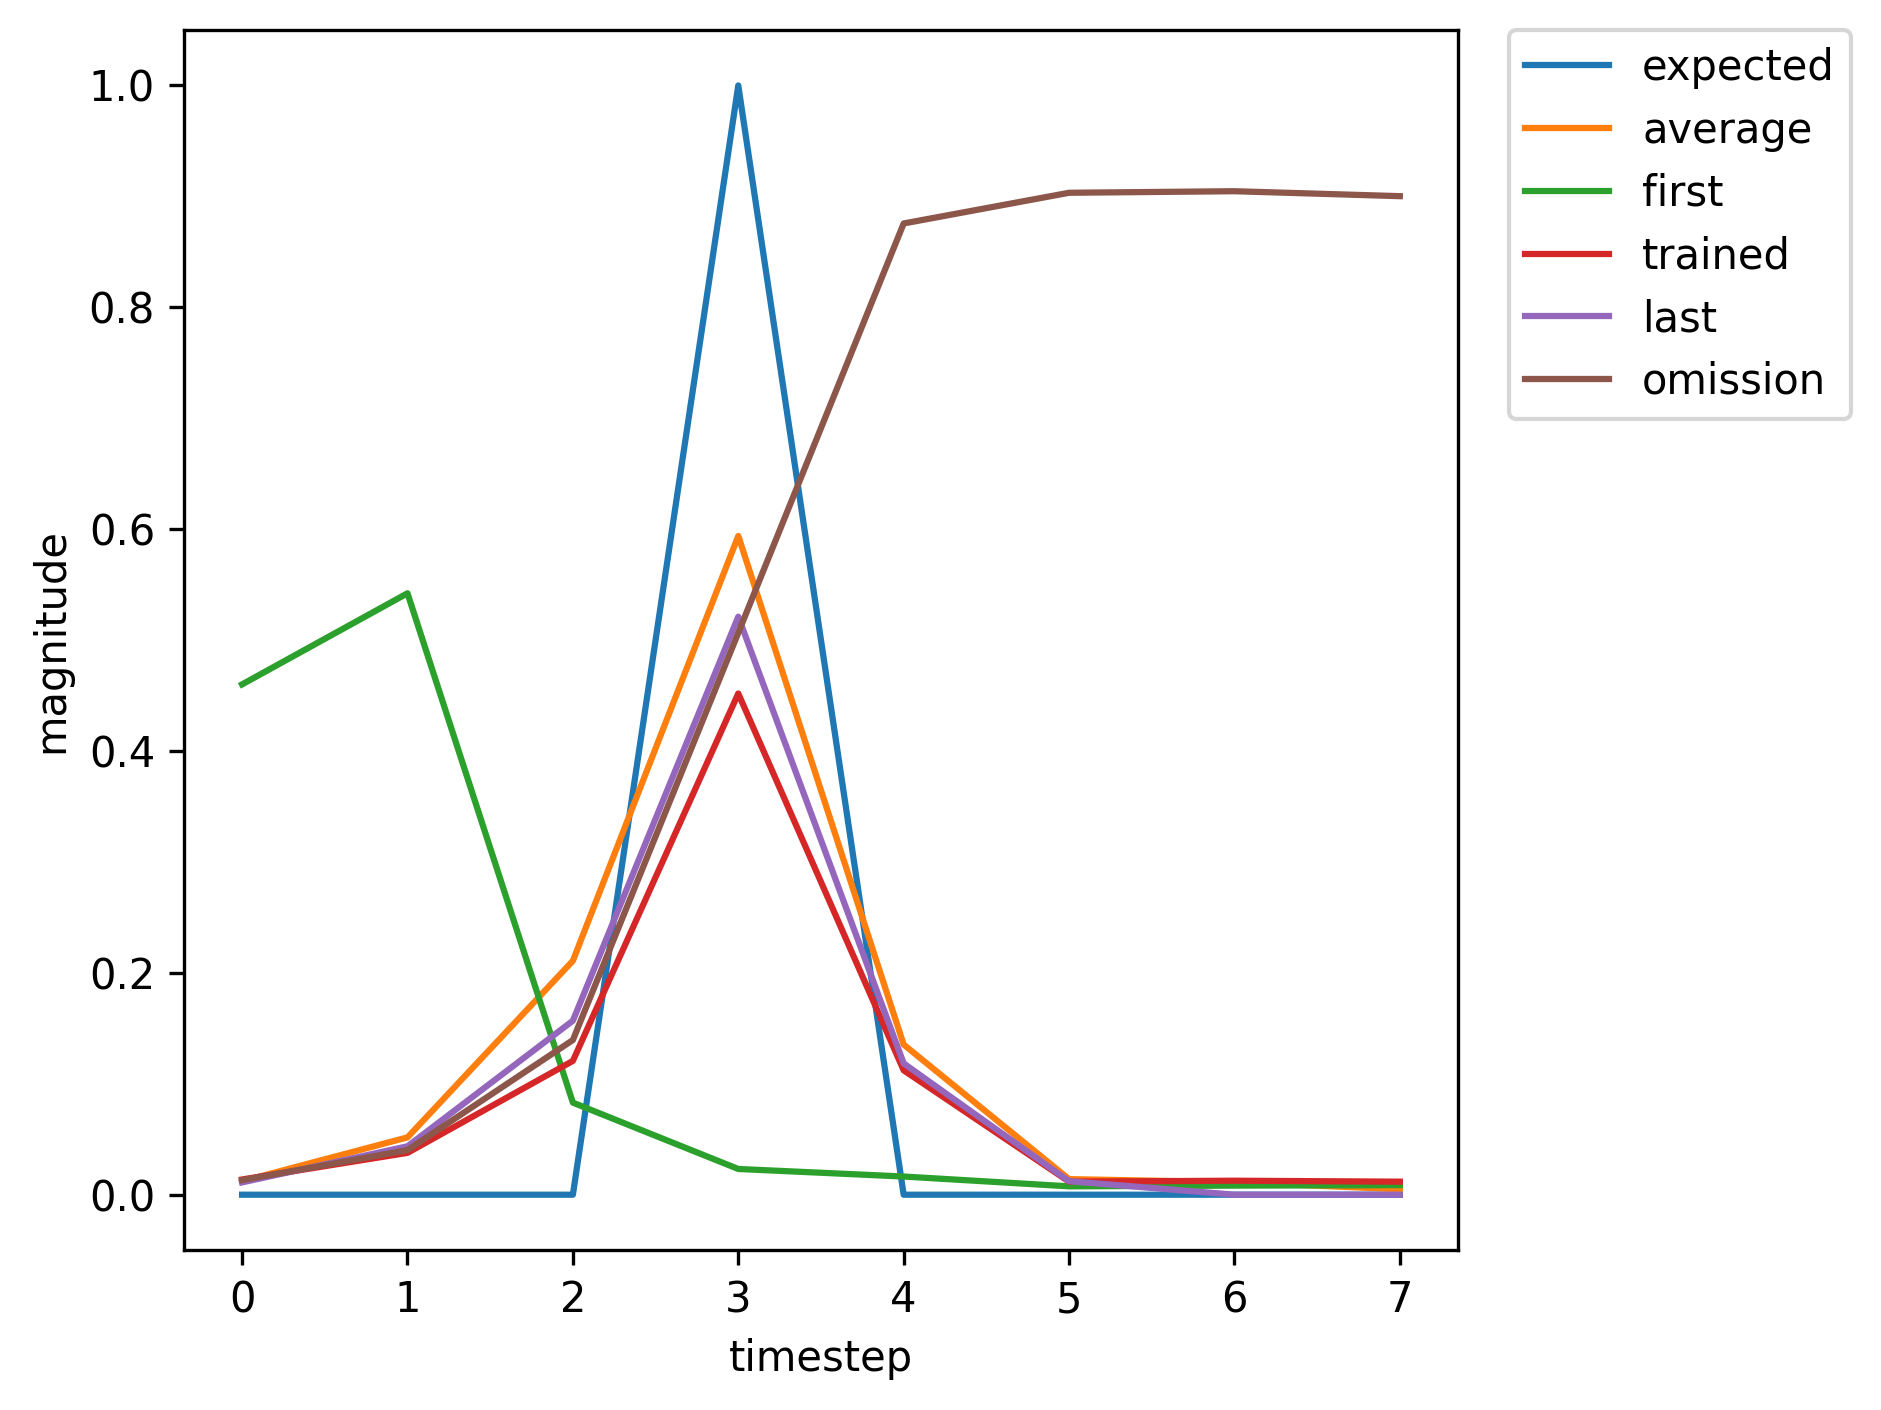 1.0
0.8
0.6
0.4
0.2
0.0
magnitude
0 1 2 3 4 5 6 7
timestep
expected
average
first
trained
last
omission